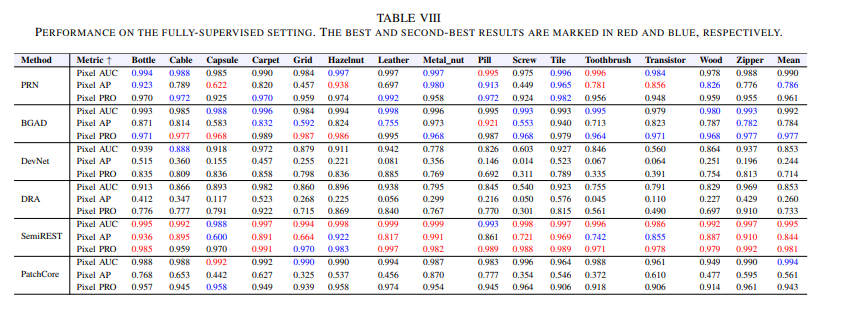 TABLE VIII
PERFORMANCE ON THE FULLY-SUPERVISED SETTING. THE BEST AND SECOND-BEST RESULTS ARE MARKED IN RED AND BLUE, RESPECTIVELY.
Method Metric ↑ Bottle Cable Capsule Carpet Grid Hazelnut Leather Metal_nut Pill Screw Tile Toothbrush Transistor Wood Zipper Mean
Pixel AUC 0.994 0.988 0.985 0.990 0.984 0.997 0.997 0.997 0.995 0.975 0.996 0.996 0.984 0.978 0.988 0.990
PRN Pixel AP 0.923 0.789 0.622 0.820 0.457 0.938 0.697 0.980 0.913 0.449 0.965 0.781 0.856 0.826 0.776 0.786
Pixel PRO 0.970 0.972 0.925 0.970 0.959 0.974 0.992 0.958 0.972 0.924 0.982 0.956 0.948 0.959 0.955 0.961
Pixel AUC 0.993 0.985 0.988 0.996 0.984 0.994 0.998 0.996 0.995 0.993 0.993 0.995 0.979 0.980 0.993 0.992
BGAD Pixel AP 0.871 0.814 0.583 0.832 0.592 0.824 0.755 0.973 0.921 0.553 0.940 0.713 0.823 0.787 0.782 0.784
Pixel PRO 0.971 0.977 0.968 0.989 0.987 0.986 0.995 0.968 0.987 0.968 0.979 0.964 0.971 0.968 0.977 0.977
Pixel AUC 0.939 0.888 0.918 0.972 0.879 0.911 0.942 0.778 0.826 0.603 0.927 0.846 0.560 0.864 0.937 0.853
DevNet Pixel AP 0.515 0.360 0.155 0.457 0.255 0.221 0.081 0.356 0.146 0.014 0.523 0.067 0.064 0.251 0.196 0.244
Pixel PRO 0.835 0.809 0.836 0.858 0.798 0.836 0.885 0.769 0.692 0.311 0.789 0.335 0.391 0.754 0.813 0.714
Pixel AUC 0.913 0.866 0.893 0.982 0.860 0.896 0.938 0.795 0.845 0.540 0.923 0.755 0.791 0.829 0.969 0.853
DRA Pixel AP 0.412 0.347 0.117 0.523 0.268 0.225 0.056 0.299 0.216 0.050 0.576 0.045 0.110 0.227 0.429 0.260
Pixel PRO 0.776 0.777 0.791 0.922 0.715 0.869 0.840 0.767 0.770 0.301 0.815 0.561 0.490 0.697 0.910 0.733
Pixel AUC 0.995 0.992 0.988 0.997 0.994 0.998 0.999 0.999 0.993 0.998 0.997 0.996 0.986 0.992 0.997 0.995
SemiREST Pixel AP 0.936 0.895 0.600 0.891 0.664 0.922 0.817 0.991 0.861 0.721 0.969 0.742 0.855 0.887 0.910 0.844
Pixel PRO 0.985 0.959 0.970 0.991 0.970 0.983 0.997 0.982 0.989 0.988 0.989 0.971 0.978 0.979 0.992 0.981
Pixel AUC 0.988 0.988 0.992 0.992 0.990 0.990 0.994 0.987 0.983 0.996 0.964 0.988 0.961 0.949 0.990 0.994
PatchCore Pixel AP 0.768 0.653 0.442 0.627 0.325 0.537 0.456 0.870 0.777 0.354 0.546 0.372 0.610 0.477 0.595 0.561
Pixel PRO 0.957 0.945 0.958 0.949 0.939 0.958 0.974 0.954 0.945 0.964 0.906 0.918 0.906 0.914 0.961 0.943